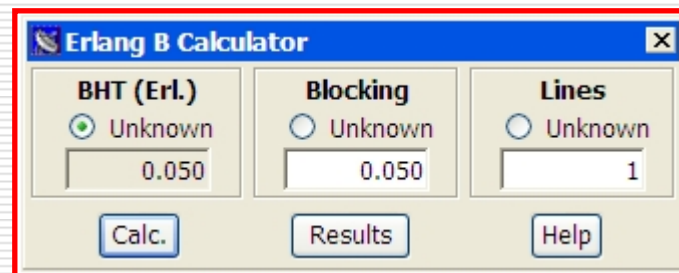 Erlang B Calculator
BHT (Erl.) Blocking Lines
Unknown Unknown Unknown
0.050 0.050 1
Calc. Results Help